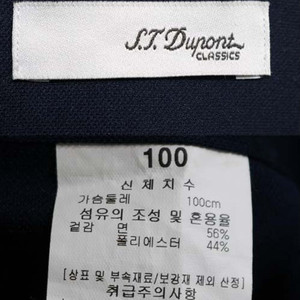 S.T. Dupont
CLASSICS
100
신체치수
가슴둘레 100cm
섬유의 조성 및 혼용율
겉감 면 56%
폴리에스터 44%
[상표 및 부속재료/보강재 제외 산정]
취급주의사항